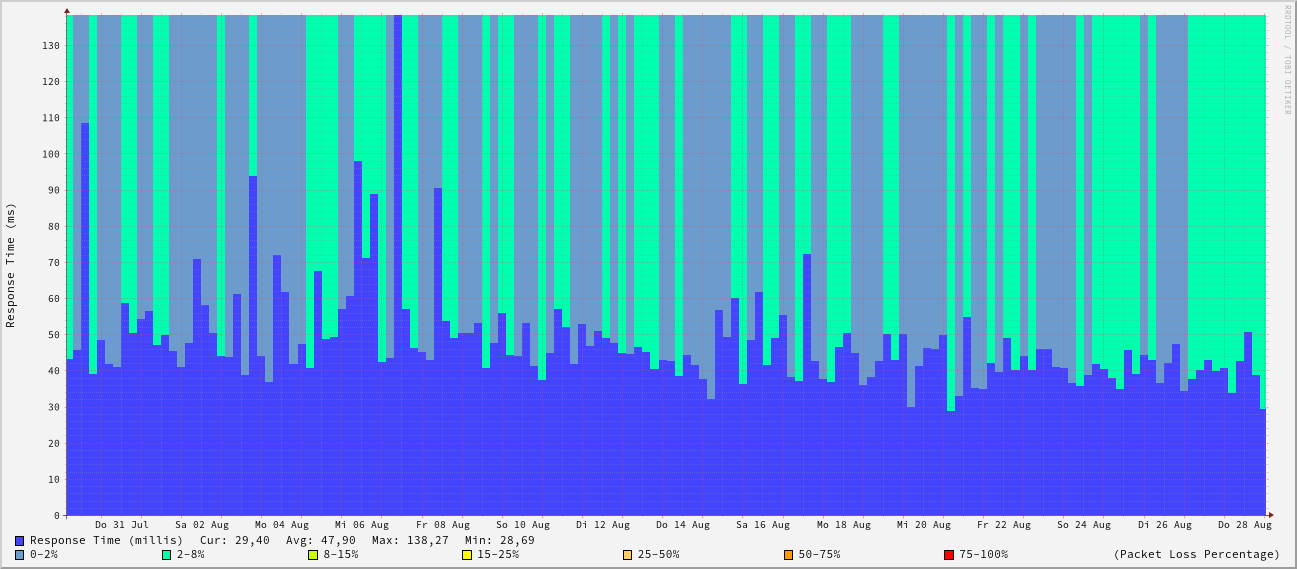 RRDTOOL / TOBI OETIKER
Response Time (ms)
130
120
110
100
90
80
70
60
50
40
30
20
10
0
Do 31 Jul Sa 02 Aug Mo 04 Aug Mi 06 Aug Fr 08 Aug So 10 Aug Di 12 Aug Do 14 Aug Sa 16 Aug Mo 18 Aug Mi 20 Aug Fr 22 Aug So 24 Aug Di 26 Aug Do 28 Aug
Response Time (millis) Cur: 29,40 Avg: 47,90 Max: 138,27 Min: 28,69
0-2% 2-8% 8-15% 15-25% 25-50% 50-75% 75-100% (Packet Loss Percentage)